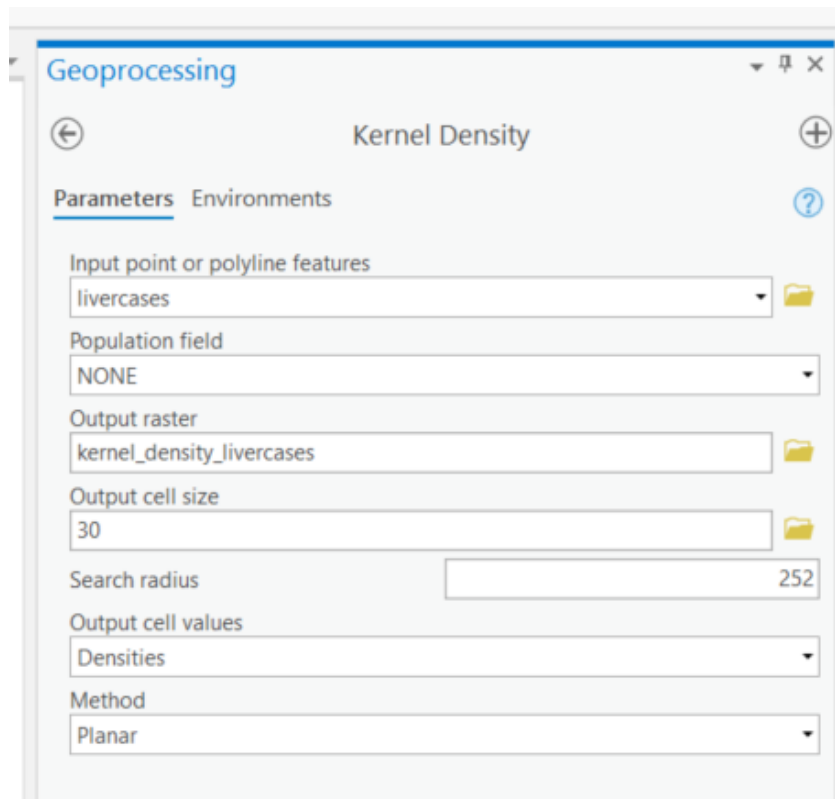 Geoprocessing
Kernel Density
Parameters Environments
?
Input point or polyline features
livercases
Population field
NONE
Output raster
kernel_density_livercases
Output cell size
30
Search radius 252
Output cell values
Densities
Method
Planar